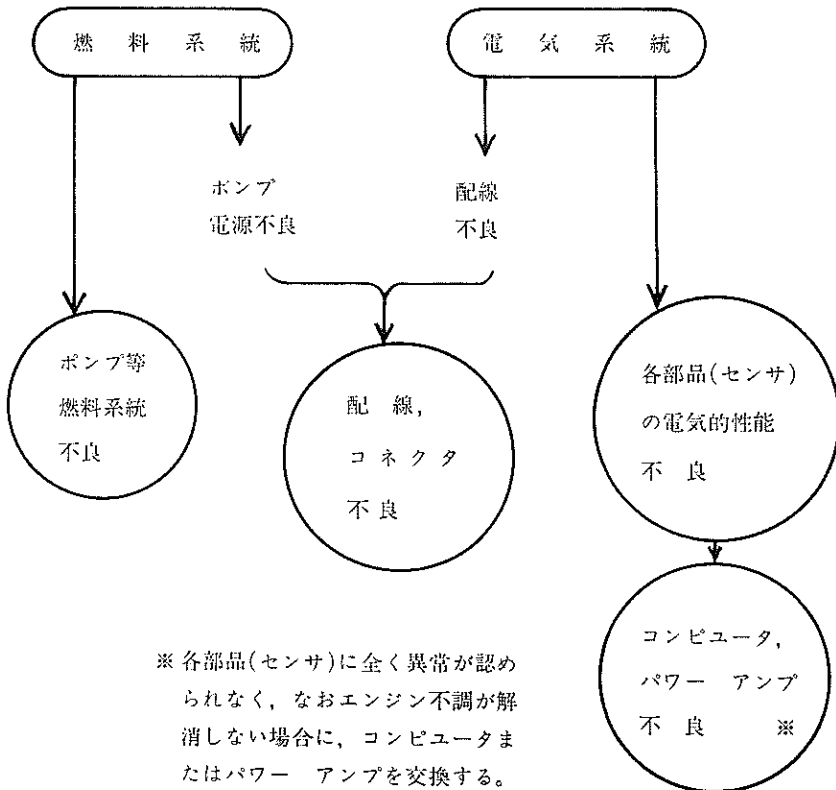 燃料系統
電気系統
ポンプ
電源不良
配線
不良
ポンプ等
燃料系統
不良
配線,
コネクタ
不良
各部品(センサ)
の電気的性能
不良
コンピユータ,
パワー アンプ
不良 ※
※ 各部品(センサ)に全く異常が認め
られなく, なおエンジン不調が解
消しない場合に, コンピユータま
たはパワー アンプを交換する。